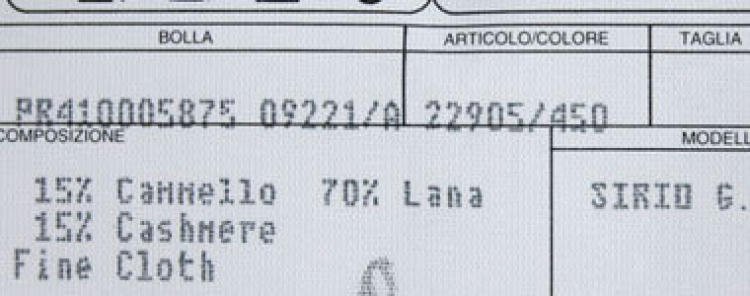 BOLLA ARTICOLO/COLORE TAGLIA
PR410005875 09221/A 22905/450
COMPOSIZIONE MODELL
15% Cammello 70% Lana SIRIO G.
15% Cashmere
Fine Cloth